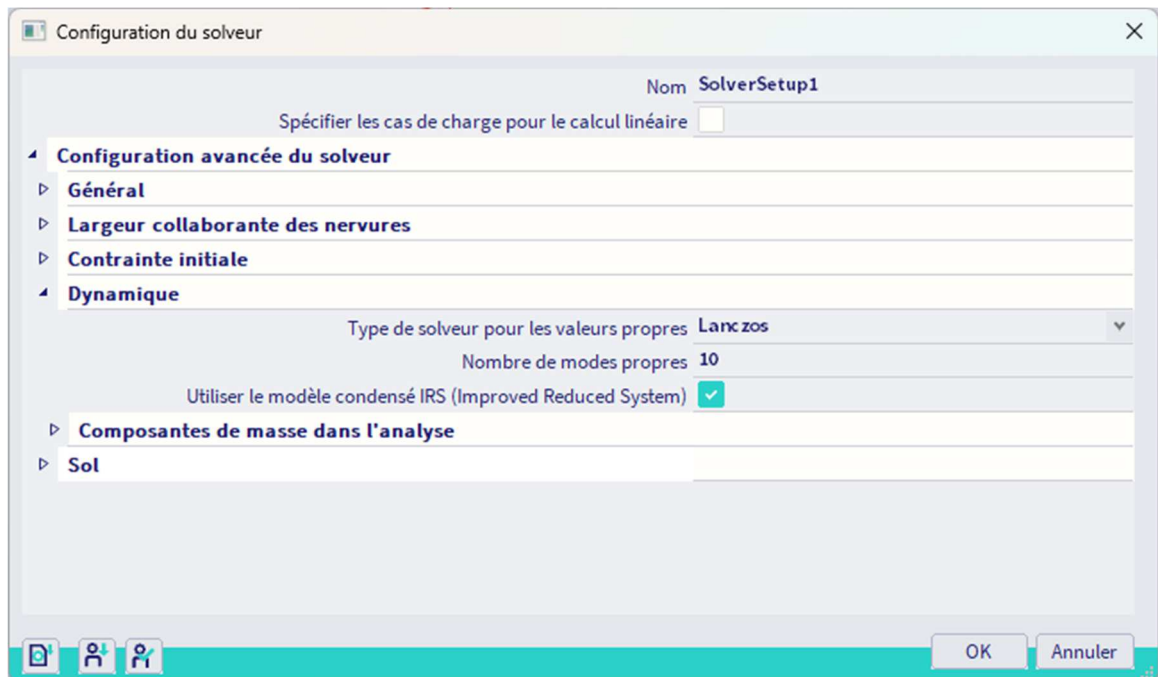 Configuration du solveur
Nom SolverSetup1
Spécifier les cas de charge pour le calcul linéaire
Configuration avancée du solveur
Général
Largeur collaborante des nervures
Contrainte initiale
Dynamique
Type de solveur pour les valeurs propres Lanczos
Nombre de modes propres 10
Utiliser le modèle condensé IRS (Improved Reduced System)
Composantes de masse dans l'analyse
Sol
OK Annuler